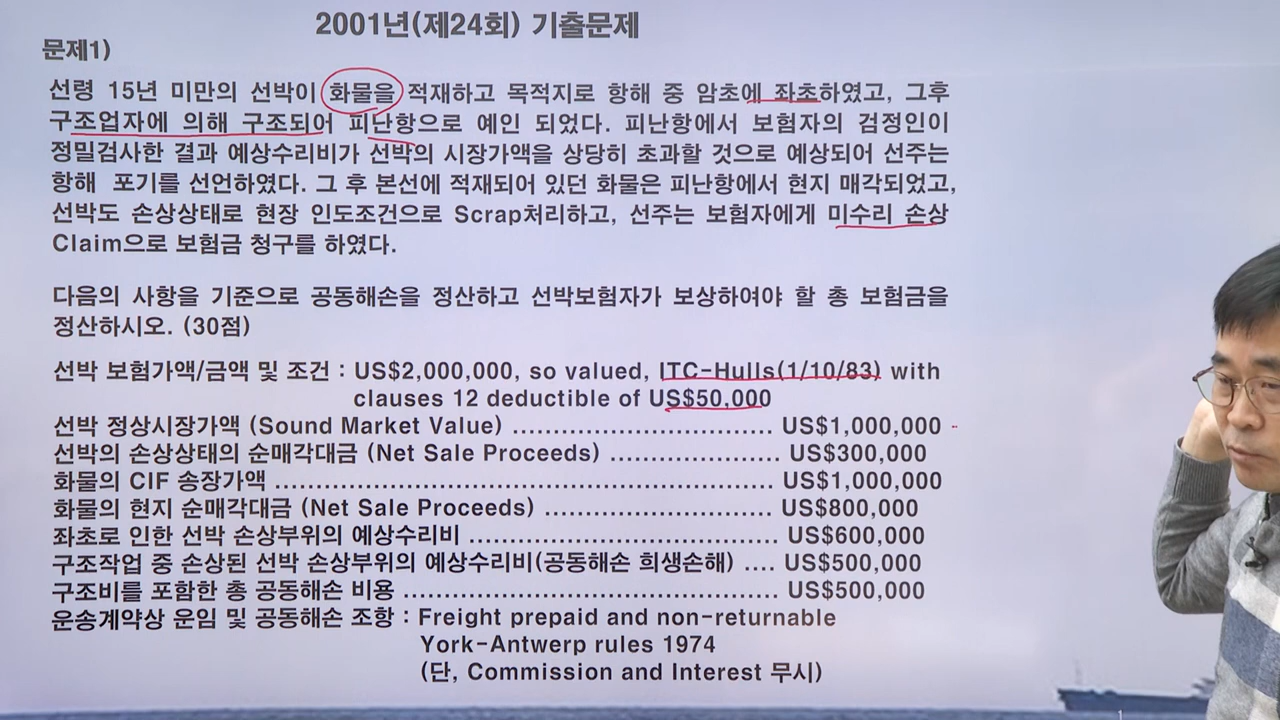 2001년(제24회) 기출문제
문제1)
선령 15년 미만의 선박이 화물을 적재하고 목적지로 항해 중 암초에 좌초하였고, 그후
구조업자에 의해 구조되어 피난항으로 예인 되었다. 피난항에서 보험자의 검정인이
정밀검사한 결과 예상수리비가 선박의 시장가액을 상당히 초과할 것으로 예상되어 선주는
항해 포기를 선언하였다. 그 후 본선에 적재되어 있던 화물은 피난항에서 현지 매각되었고,
선박도 손상상태로 현장 인도조건으로 Scrap처리하고, 선주는 보험자에게 미수리 손상
Claim으로 보험금 청구를 하였다.
다음의 사항을 기준으로 공동해손을 정산하고 선박보험자가 보상하여야 할 총 보험금을
정산하시오. (30점)
선박 보험가액/금액 및 조건 : US$2,000,000, so valued, ITC-Hulls(1/10/83) with
clauses 12 deductible of US$50,000
선박 정상시장가액 (Sound Market Value) ................................ US$1,000,000
선박의 손상상태의 순매각대금 (Net Sale Proceeds) ..................... US$300,000
화물의 CIF 송장가액 ............................................................. US$1,000,000
화물의 현지 순매각대금 (Net Sale Proceeds) ............................ US$800,000
좌초로 인한 선박 손상부위의 예상수리비 ...................................... US$600,000
구조작업 중 손상된 선박 손상부위의 예상수리비(공동해손 희생손해) .... US$500,000
구조비를 포함한 총 공동해손 비용 ............................................. US$500,000
운송계약상 운임 및 공동해손 조항 : Freight prepaid and non-returnable
York-Antwerp rules 1974
(단, Commission and Interest 무시)